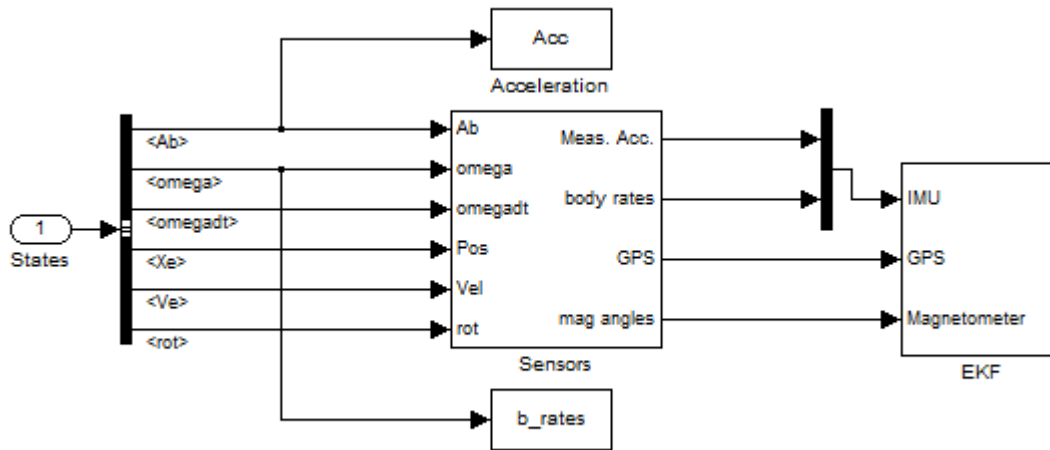 Acc
Acceleration
1
States
<Ab>
<omega>
<omegadt>
<Xe>
<Ve>
<rot>
Ab
omega
omegadt
Pos
Vel
rot
Meas. Acc.
body rates
GPS
mag angles
Sensors
IMU
GPS
Magnetometer
EKF
b_rates